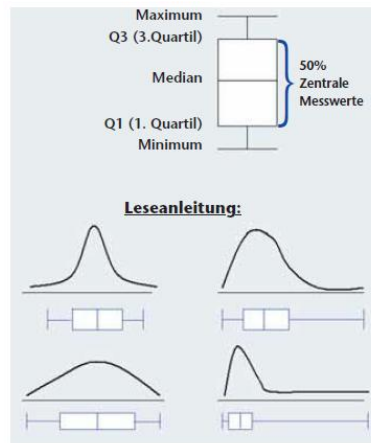 Maximum
Q3 (3.Quartil)
Median
50%
Zentrale
Messwerte
Q1 (1. Quartil)
Minimum
Leseanleitung: